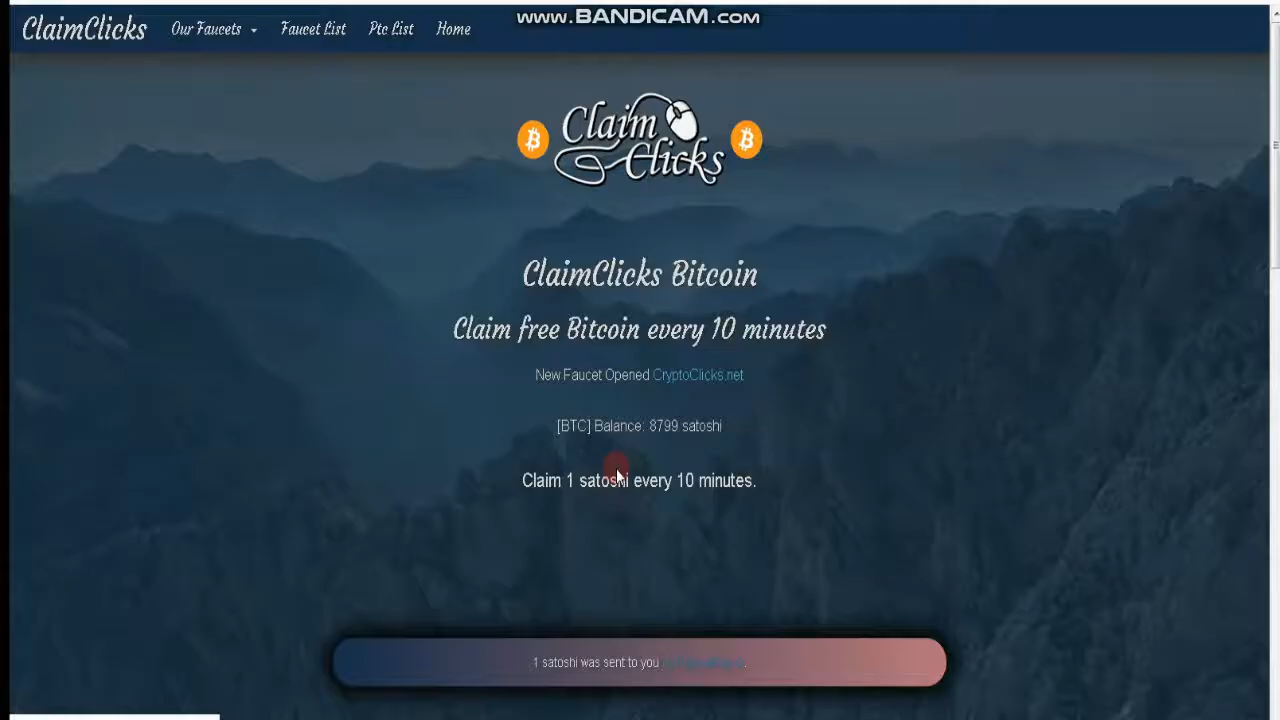 www.BANDICAM.com
ClaimClicks Our Faucets Faucet List Ptc List Home
Claim
Clicks
ClaimClicks Bitcoin
Claim free Bitcoin every 10 minutes
New Faucet Opened CryptoClicks.net
[BTC] Balance: 8799 satoshi
Claim 1 satoshi every 10 minutes.
1 satoshi was sent to you